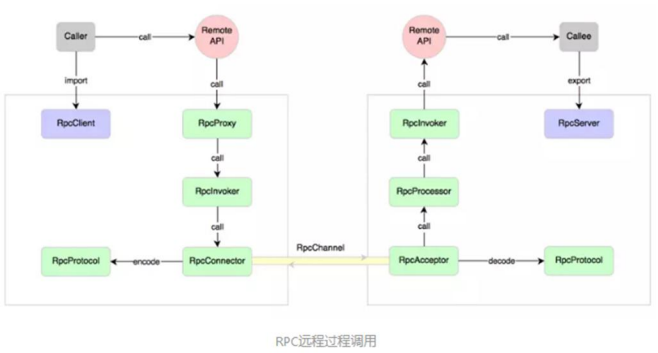 Caller
call
Remote
API
Remote
API
call
Callee
import
call
call
export
RpcClient
RpcProxy
RpcInvoker
RpcServer
call
call
RpcInvoker
RpcProcessor
call
call
RpcChannel
RpcProtocol
encode
RpcConnector
RpcAcceptor
decode
RpcProtocol
RPC远程过程调用